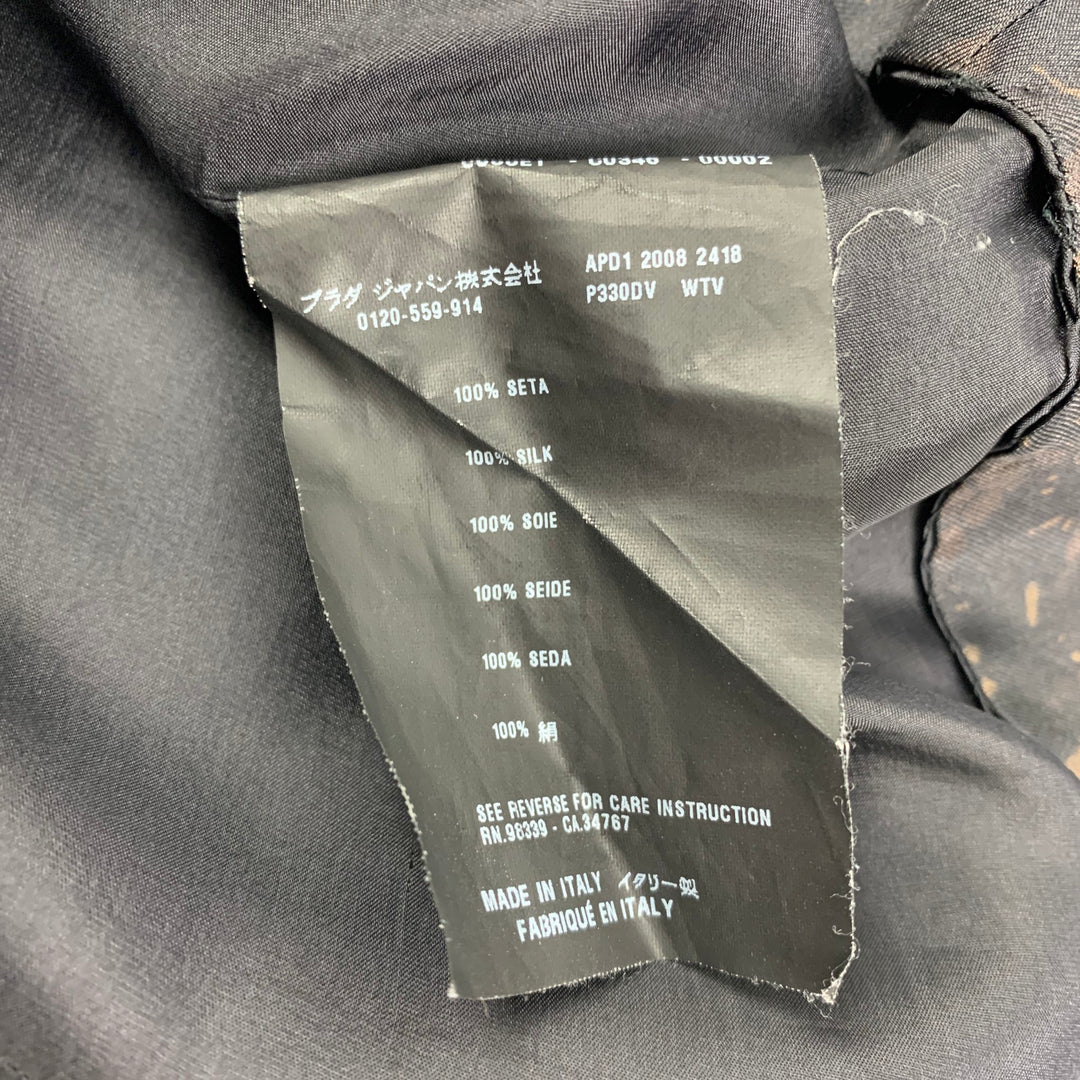 - 00002
プラダ ジャパン株式会社
0120-559-914
APD1 2008 2418
P330DV WTV
100% SETA
100% SILK
100% SOIE
100% SEIDE
100% SEDA
100% 絹
SEE REVERSE FOR CARE INSTRUCTION
RN.98339 - CA.34767
MADE IN ITALY イタリー製
FABRIQUÉ EN ITALY